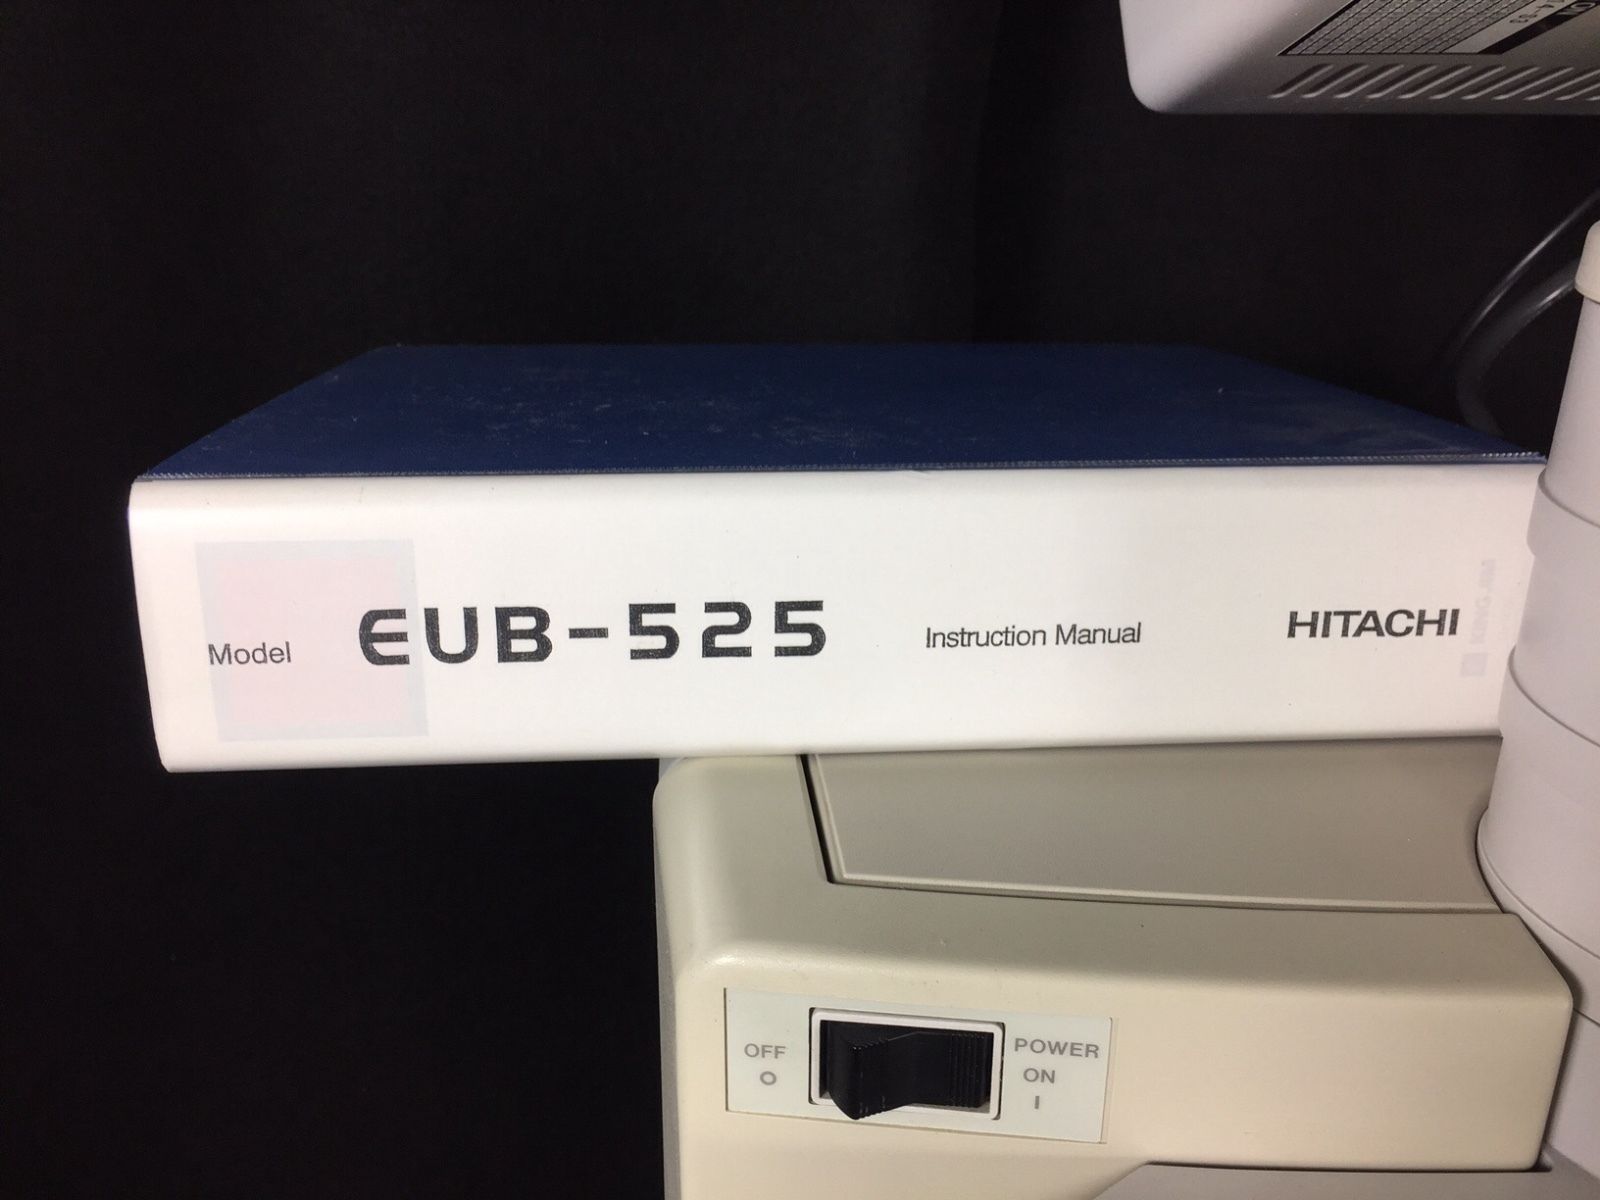 Model EUB-525 Instruction Manual HITACHI
OFF
O
POWER
ON
I